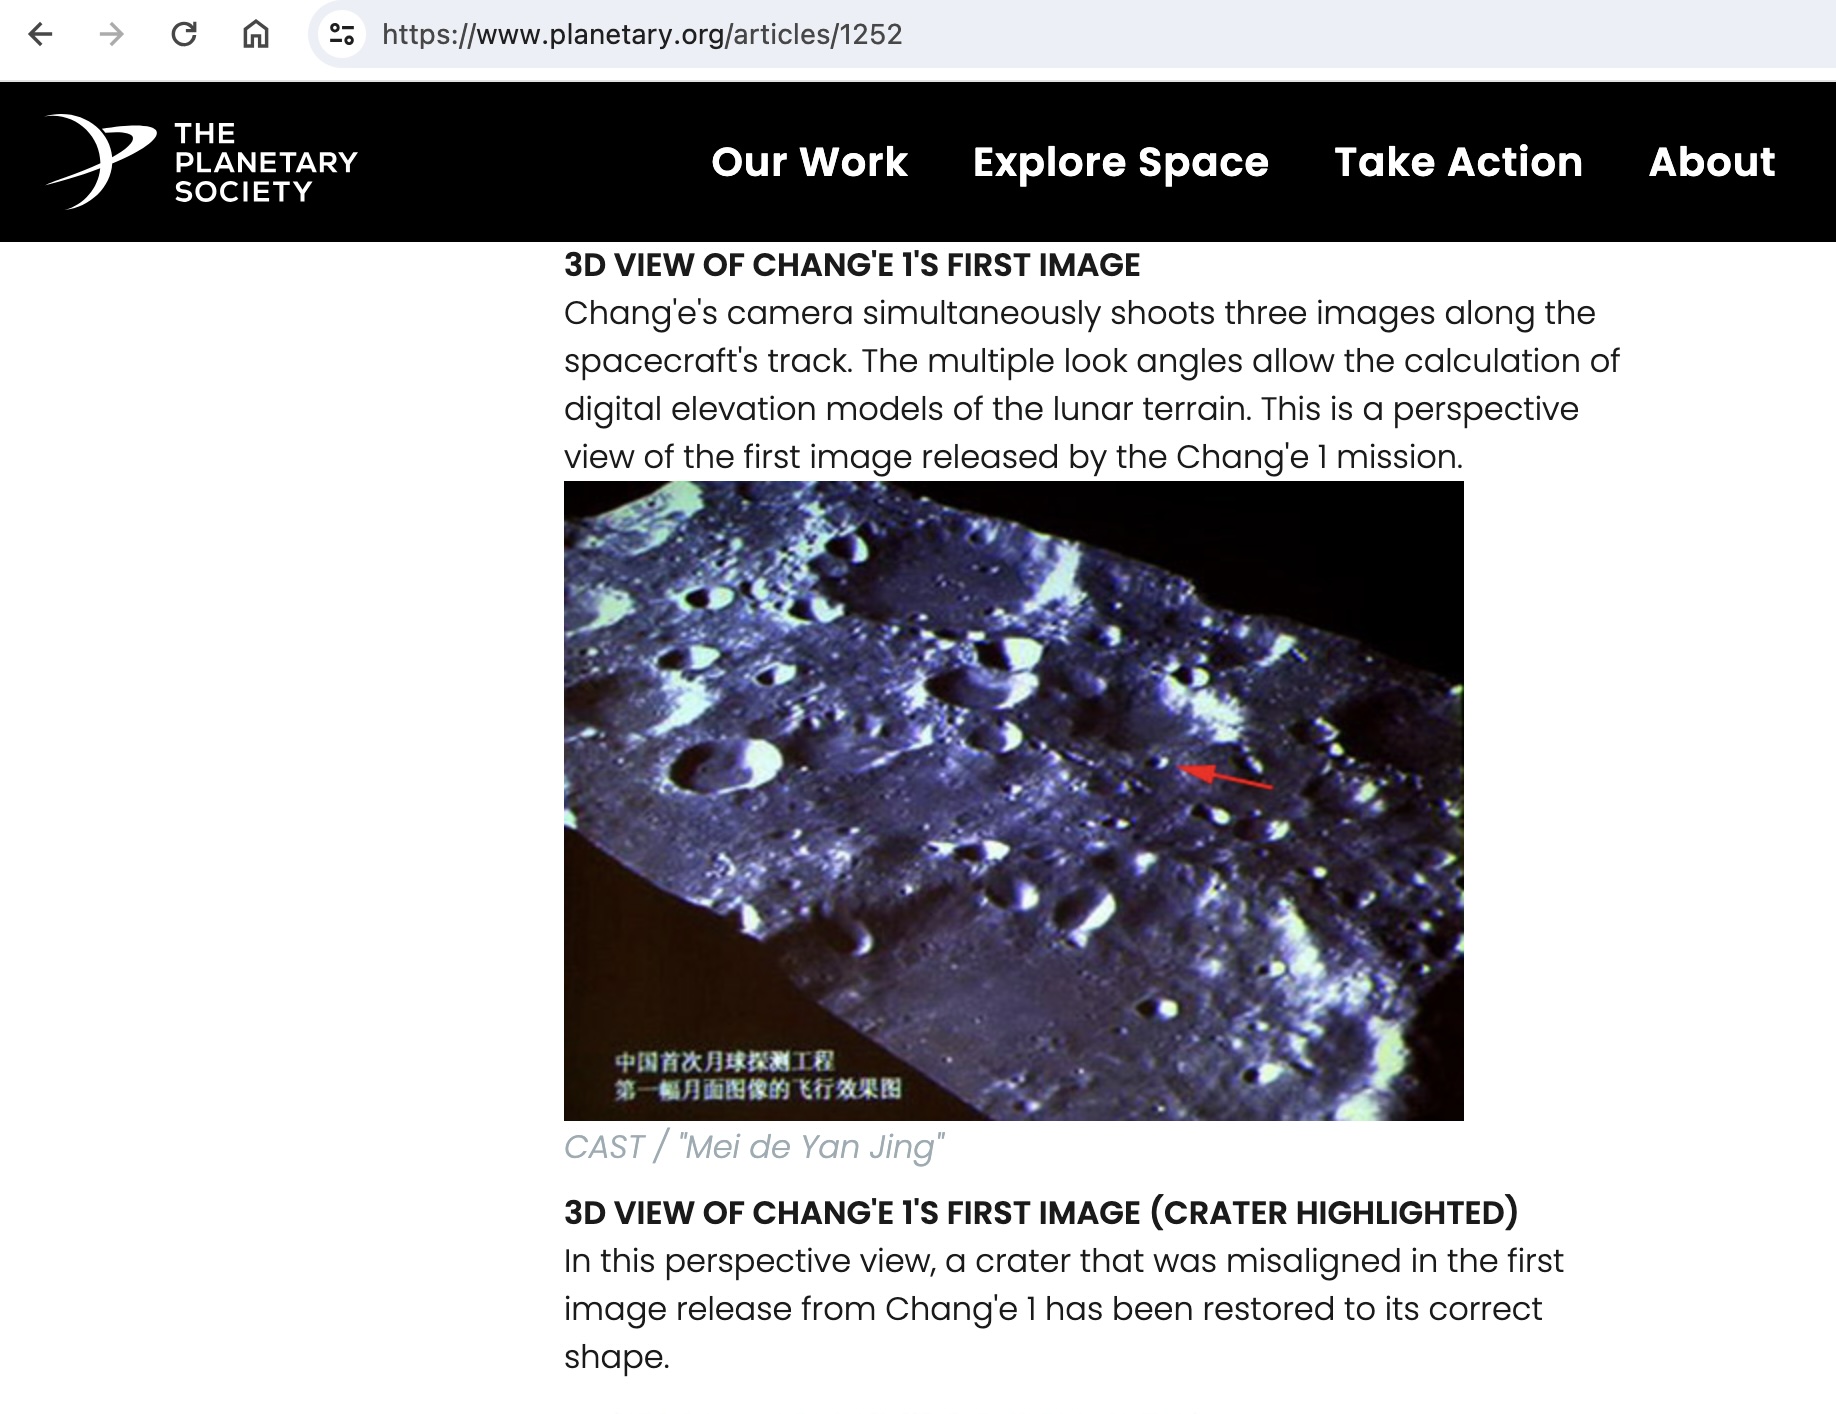 https://www.planetary.org/articles/1252
THE
PLANETARY
SOCIETY
Our Work
Explore Space
Take Action
About
3D VIEW OF CHANG'E 1'S FIRST IMAGE
Chang'e's camera simultaneously shoots three images along the
spacecraft's track. The multiple look angles allow the calculation of
digital elevation models of the lunar terrain. This is a perspective
view of the first image released by the Chang'e 1 mission.
中国首次月球探测工程
第一幅月面图像的飞行效果图
CAST / "Mei de Yan Jing"
3D VIEW OF CHANG'E 1'S FIRST IMAGE (CRATER HIGHLIGHTED)
In this perspective view, a crater that was misaligned in the first
image release from Chang'e 1 has been restored to its correct
shape.